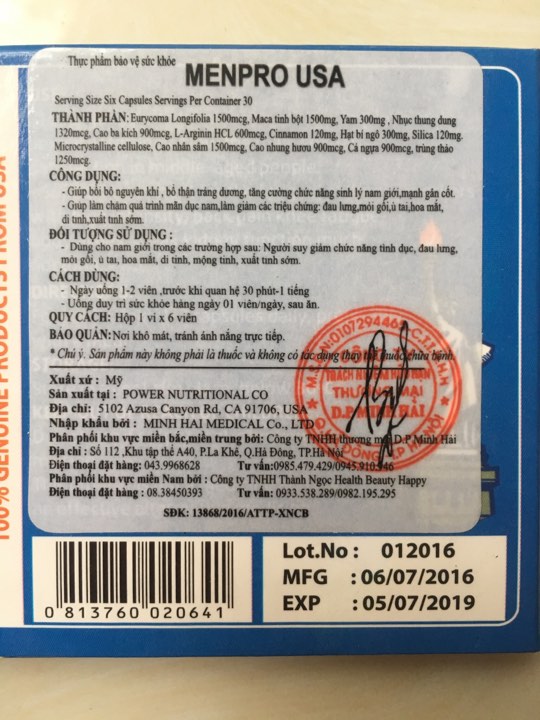 Thực phẩm bảo vệ sức khỏe
MENPRO USA
Serving Size Six Capsules Servings Per Container 30
THÀNH PHẦN: Eurycoma Longifolia 1500mcg, Maca tinh bột 1500mg, Yam 300mg , Nhục thung dung
1320mcg, Cao ba kích 900mcg, L-Arginin HCL 600mcg, Cinnamon 120mg, Hạt bí ngô 300mg, Silica 120mg.
Microcrystalline cellulose, Cao nhân sâm 1500mcg, Cao nhung hươu 900mcg, Cá ngựa 900mcg, trùng thảo
1250mcg.
CÔNG DỤNG:
- Giúp bồi bô nguyên khí , bổ thận tráng dương, tăng cường chức năng sinh lý nam giới,mạnh gân cốt.
- Giúp làm chậm quá trình mãn dục nam,làm giảm các triệu chứng: đau lưng,mỏi gối,ù tai,hoa mắt,
di tinh,xuất tinh sớm.
ĐỐI TƯỢNG SỬ DỤNG :
- Dùng cho nam giới trong các trường hợp sau: Người suy giảm chức năng tình dục, đau lưng,
mỏi gối, ù tai, hoa mắt, di tinh, mộng tinh, xuất tinh sớm.
CÁCH DÙNG:
- Ngày uống 1-2 viên ,trước khi quan hệ 30 phút-1 tiếng
- Uống duy trì sức khỏe hàng ngày 01 viên/ngày, sau ăn.
QUY CÁCH: Hộp 1 vỉ x 6 viên
BẢO QUẢN:Nơi khô mát, tránh ánh nắng trực tiếp.
* Chú ý. Sản phẩm này không phải là thuốc và không có tác dụng thay thế thuốc chữa bệnh.
Xuất xứ : Mỹ
Sản xuất tại : POWER NUTRITIONAL CO
Địa chỉ: 5102 Azusa Canyon Rd, CA 91706, USA
Nhập khẩu bởi : MINH HAI MEDICAL Co., LTD
Phân phối khu vực miền bắc,miền trung bởi: Công ty TNHH thương mại D.P Minh Hải
Địa chỉ : Số 112 ,Khu tập thể A40, P.La Khê, Q.Hà Đông, TP.Hà Nội
Điện thoại đặt hàng: 043.9968628 Tư vấn:0985.479.429/0945.910.946
Phân phối khu vực miền Nam bởi : Công ty TNHH Thành Ngọc Health Beauty Happy
Điện thoại đặt hàng : 08.38450393 Tư vấn: 0933.538.289/0982.195.295
SĐK: 13868/2016/ATTP-XNCB
M.S.D.N:0107294468-C.T.T.N.H.H
TRÁCH NHIỆM HỮU HẠN
THƯƠNG MẠI
D.P MINH HẢI
HÀ ĐÔNG - T.P HÀ NỘI
100% GENUINE PRODUCTS FROM USA
0 813760 020641
Lot.No : 012016
MFG : 06/07/2016
EXP : 05/07/2019